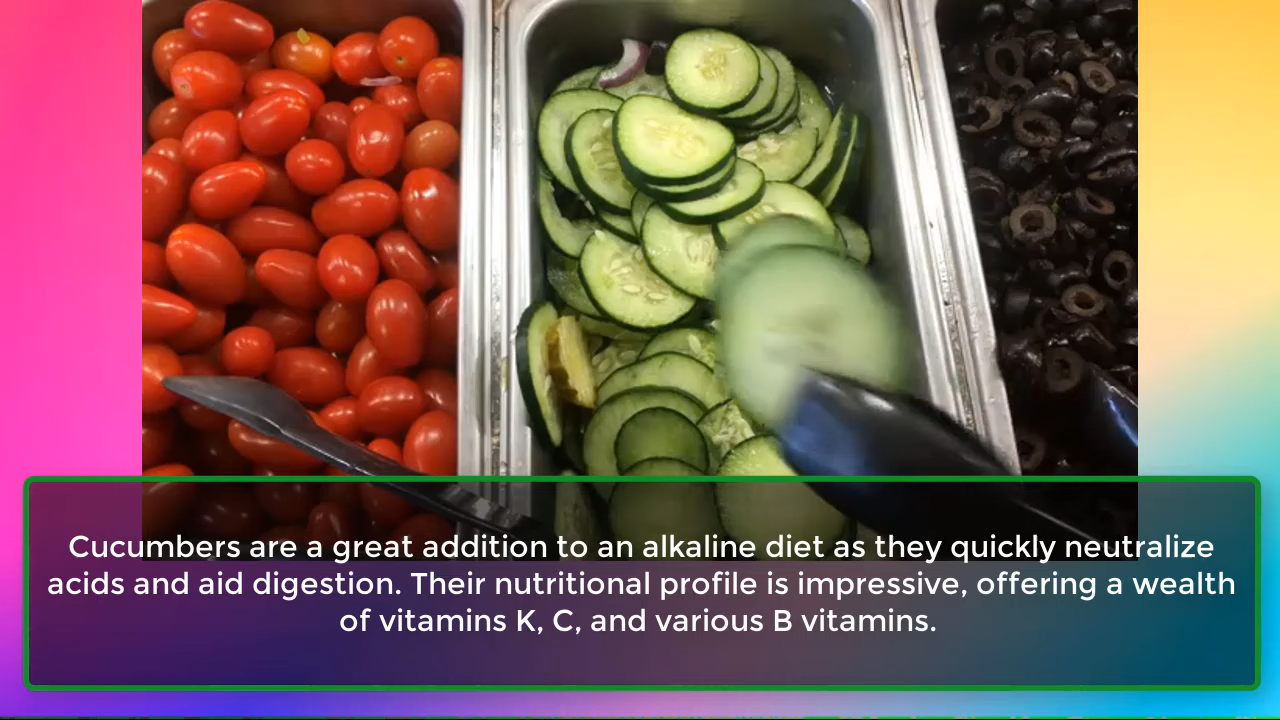 Cucumbers are a great addition to an alkaline diet as they quickly neutralize
acids and aid digestion. Their nutritional profile is impressive, offering a wealth
of vitamins K, C, and various B vitamins.